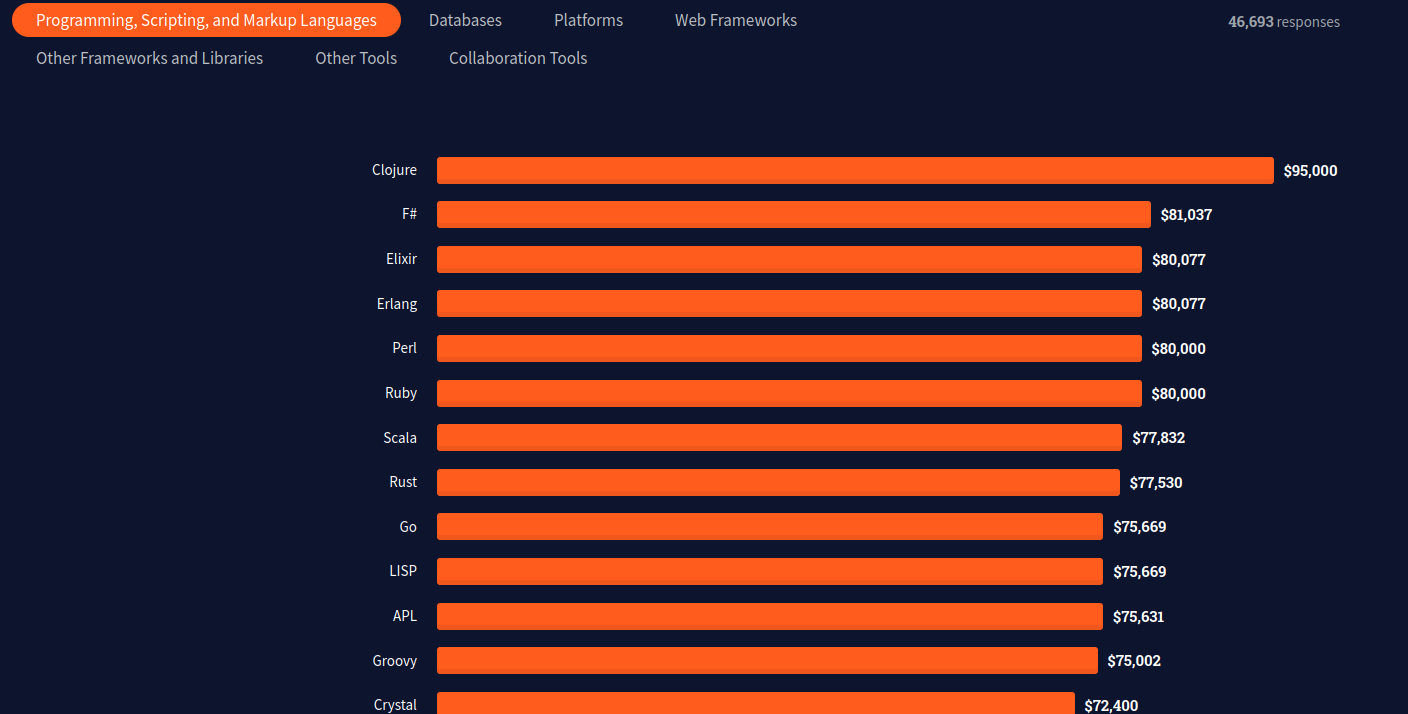 Programming, Scripting, and Markup Languages Databases Platforms Web Frameworks 46,693 responses
Other Frameworks and Libraries Other Tools Collaboration Tools
Clojure $95,000
F# $81,037
Elixir $80,077
Erlang $80,077
Perl $80,000
Ruby $80,000
Scala $77,832
Rust $77,530
Go $75,669
LISP $75,669
APL $75,631
Groovy $75,002
Crystal $72,400